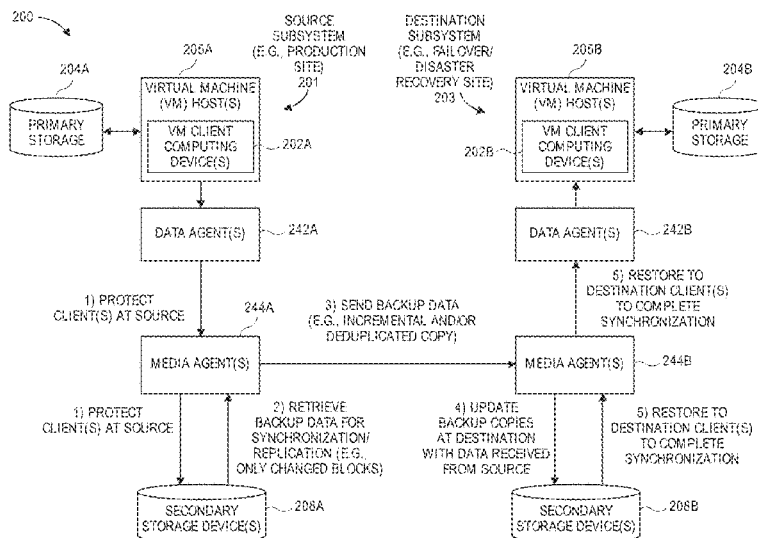 200
SOURCE
SUBSYSTEM
(E.G., PRODUCTION
SITE)
201
DESTINATION
SUBSYSTEM
(E.G., FAILOVER/
DISASTER
RECOVERY SITE)
203
204A
PRIMARY
STORAGE
205A
VIRTUAL MACHINE
(VM) HOST(S)
VM CLIENT
COMPUTING
DEVICE(S)
202A
205B
VIRTUAL MACHINE
(VM) HOST(S)
VM CLIENT
COMPUTING
DEVICE(S)
202B
204B
PRIMARY
STORAGE
DATA AGENT(S)
242A
DATA AGENT(S)
242B
1) PROTECT
CLIENT(S) AT SOURCE
244A
MEDIA AGENT(S)
3) SEND BACKUP DATA
(E.G., INCREMENTAL AND/OR
DEDUPLICATED COPY)
5) RESTORE TO
DESTINATION CLIENT(S)
TO COMPLETE
SYNCHRONIZATION
MEDIA AGENT(S)
244B
1) PROTECT
CLIENT(S) AT SOURCE
2) RETRIEVE
BACKUP DATA FOR
SYNCHRONIZATION/
REPLICATION (E.G.,
ONLY CHANGED BLOCKS)
4) UPDATE
BACKUP COPIES
AT DESTINATION
WITH DATA RECEIVED
FROM SOURCE
5) RESTORE TO
DESTINATION CLIENT(S)
TO COMPLETE
SYNCHRONIZATION
SECONDARY
STORAGE DEVICE(S)
208A
SECONDARY
STORAGE DEVICE(S)
208B